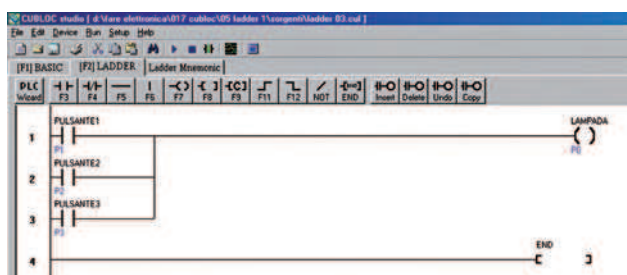 CUBLOC studio [ d:\fare elettronica\017 cubloc\05 ladder 1\sorgenti\ladder 03.cul ]
File Edit Device Run Setup Help
[F1] BASIC [F2] LADDER Ladder Mnemonic
PLC Wizard F3 F4 F5 F6 F7 F8 F9 F11 F12 NOT END Insert Delete Undo Copy
PULSANTE1 LAMPADA
1 ( )
P1 P0
PULSANTE2
2
P2
PULSANTE3
3
P3
END
4 [ ]